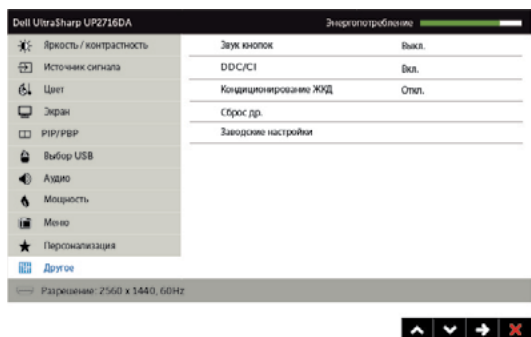 Dell UltraSharp UP2716DA
Энергопотребление
Яркость / контрастность
Источник сигнала
Цвет
Экран
PIP/PBP
Выбор USB
Аудио
Мощность
Меню
Персонализация
Другое
Звук кнопок Выкл.
DDC/CI Вкл.
Кондиционирование ЖКД Откл.
Сброс др.
Заводские настройки
Разрешение: 2560 x 1440, 60Hz